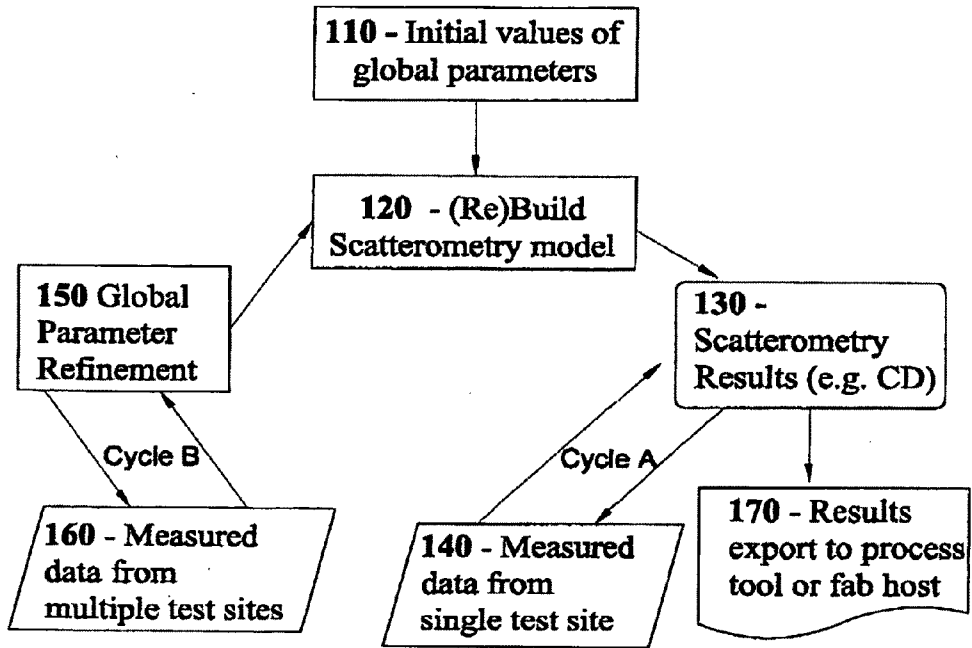 110 - Initial values of
global parameters
120 - (Re)Build
Scatterometry model
150 Global
Parameter
Refinement
130 -
Scatterometry
Results (e.g. CD)
Cycle B
Cycle A
160 - Measured
data from
multiple test sites
140 - Measured
data from
single test site
170 - Results
export to process
tool or fab host